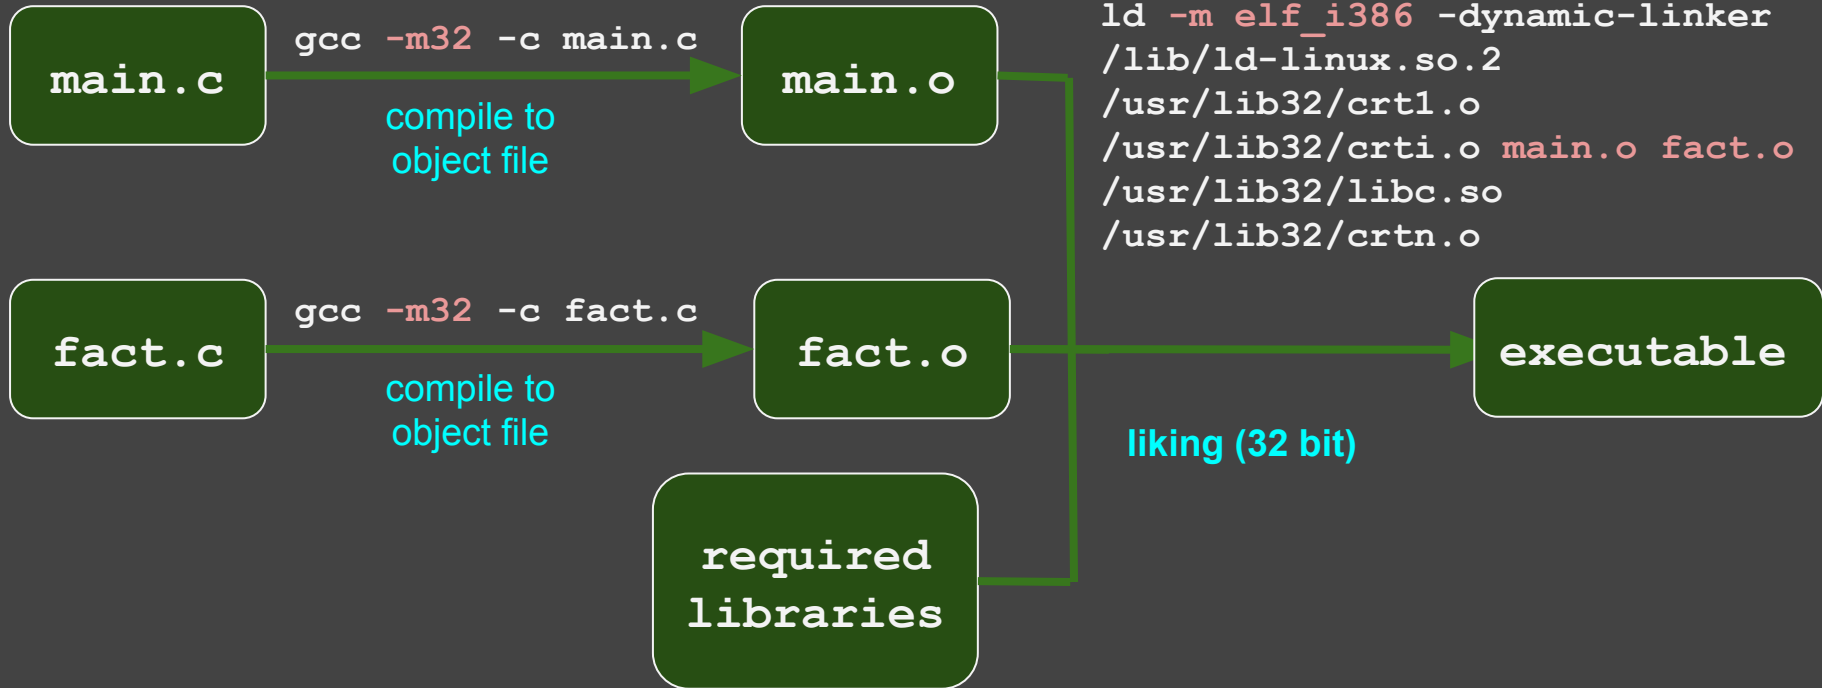 main.c
gcc -m32 -c main.c
compile to
object file
main.o
ld -m elf_i386 -dynamic-linker
/lib/ld-linux.so.2
/usr/lib32/crt1.o
/usr/lib32/crti.o main.o fact.o
/usr/lib32/libc.so
/usr/lib32/crtn.o
fact.c
gcc -m32 -c fact.c
compile to
object file
fact.o
executable
liking (32 bit)
required
libraries